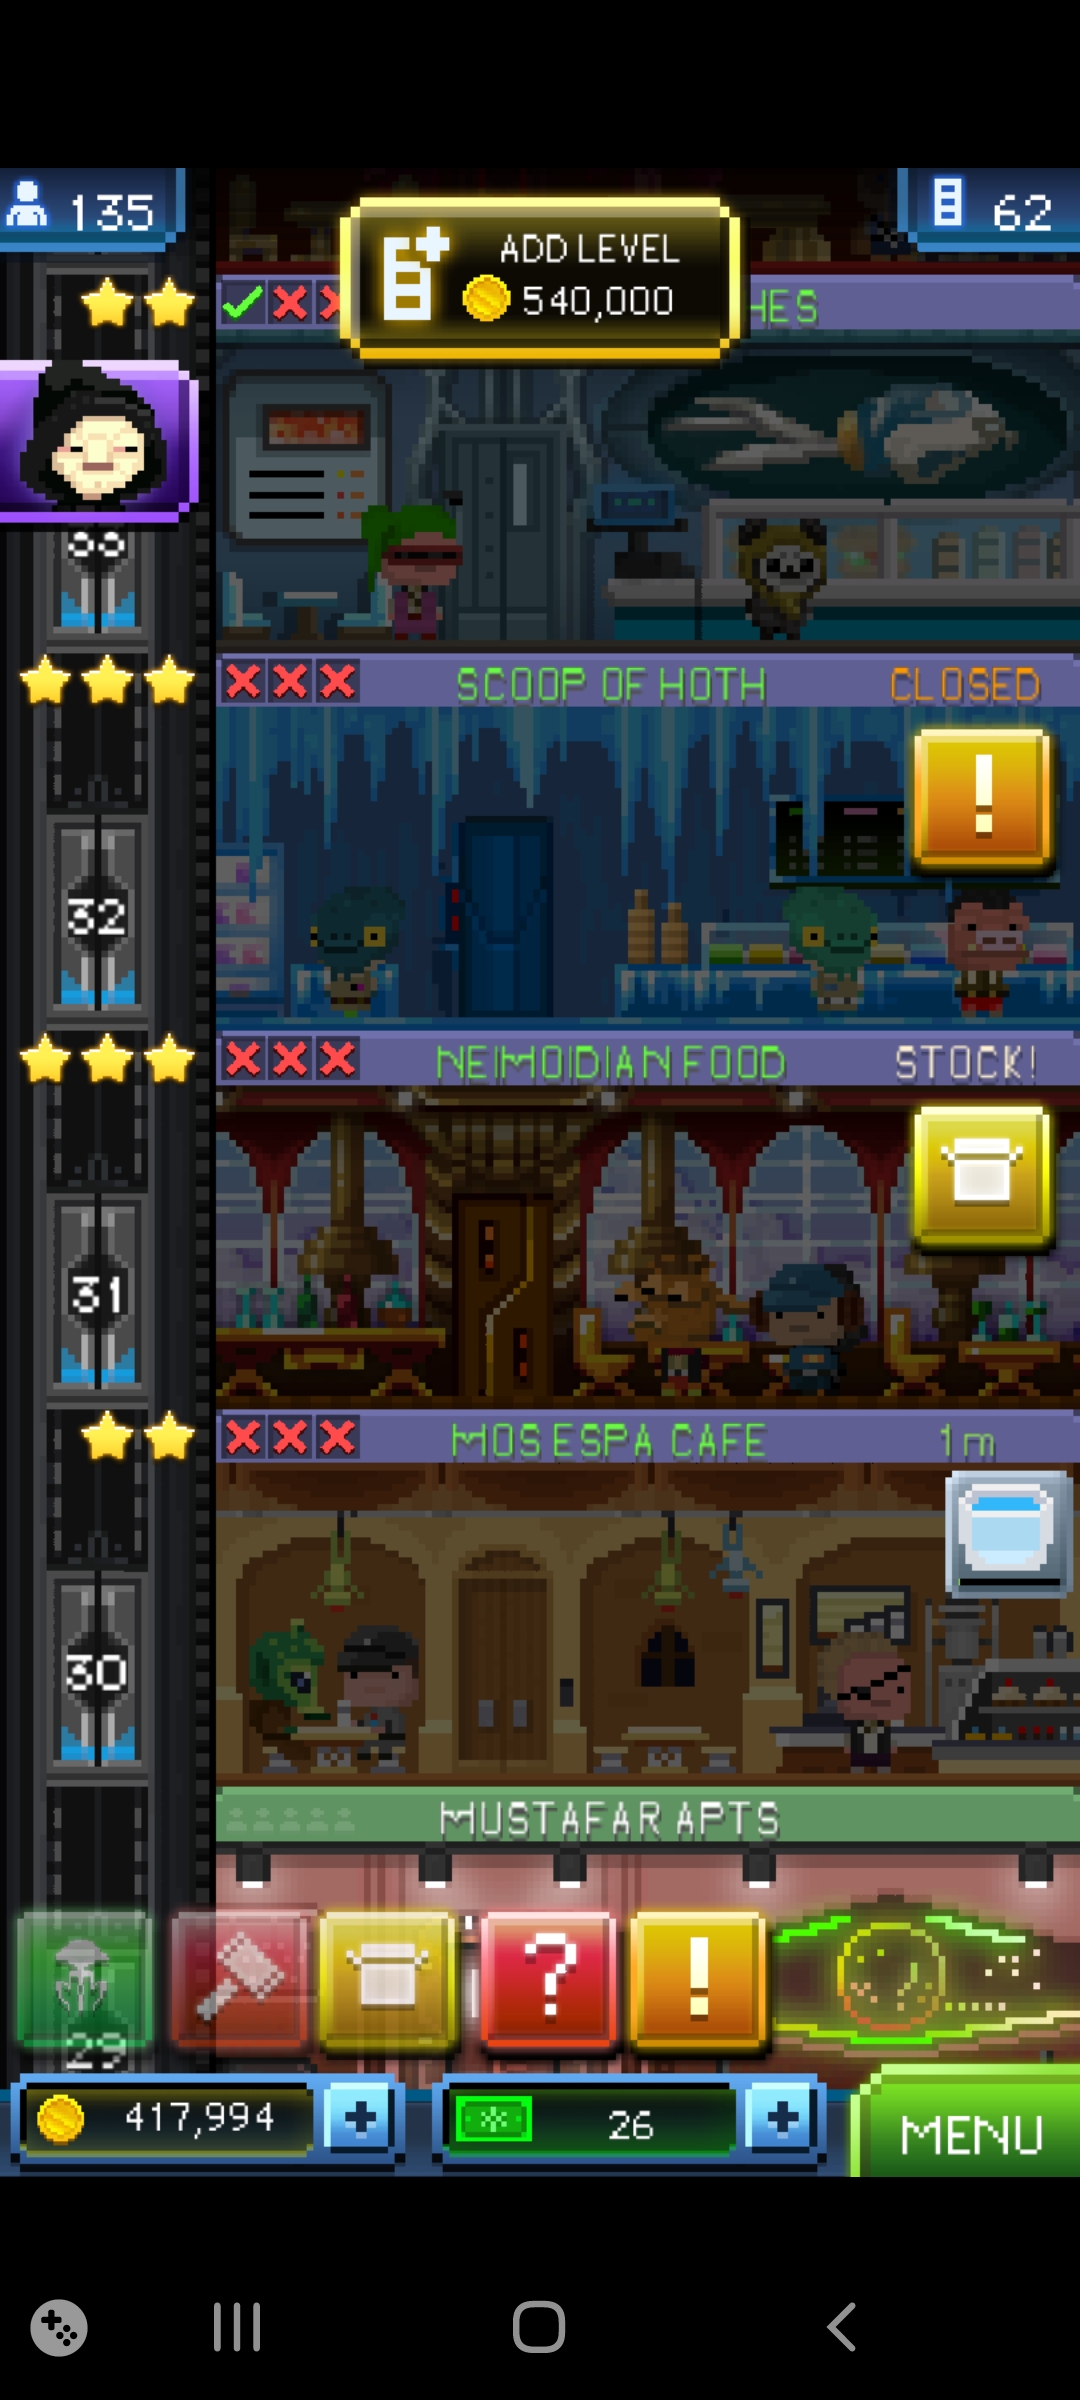 135
62
ADD LEVEL
540,000
HES
33
SCOOP OF HOTH CLOSED
!
32
NEIMOIDIAN FOOD STOCK!
31
MOS ESPA CAFE 1m
30
MUSTAFAR APTS
? !
29
417,994 + 26 + MENU